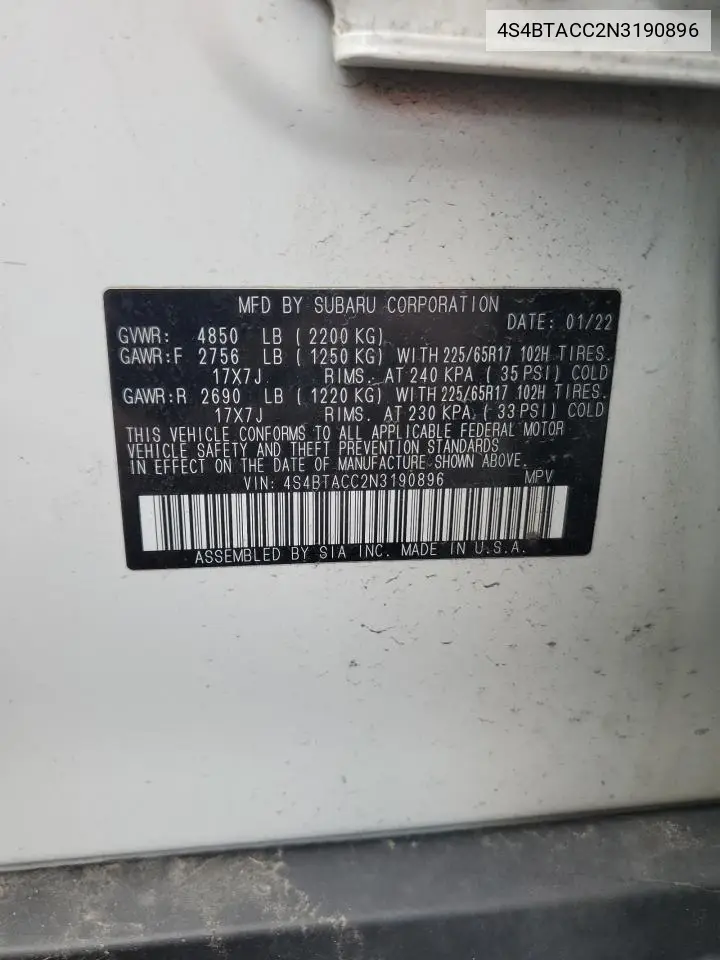 4S4BTACC2N3190896
MFD BY SUBARU CORPORATION
DATE: 01/22
GVWR: 4850 LB ( 2200 KG)
GAWR:F 2756 LB ( 1250 KG) WITH 225/65R17 102H TIRES.
17X7J RIMS. AT 240 KPA ( 35 PSI) COLD
GAWR:R 2690 LB ( 1220 KG) WITH 225/65R17 102H TIRES.
17X7J RIMS. AT 230 KPA ( 33 PSI) COLD
THIS VEHICLE CONFORMS TO ALL APPLICABLE FEDERAL MOTOR
VEHICLE SAFETY AND THEFT PREVENTION STANDARDS
IN EFFECT ON THE DATE OF MANUFACTURE SHOWN ABOVE.
VIN: 4S4BTACC2N3190896 MPV
ASSEMBLED BY SIA INC. MADE IN U.S.A.